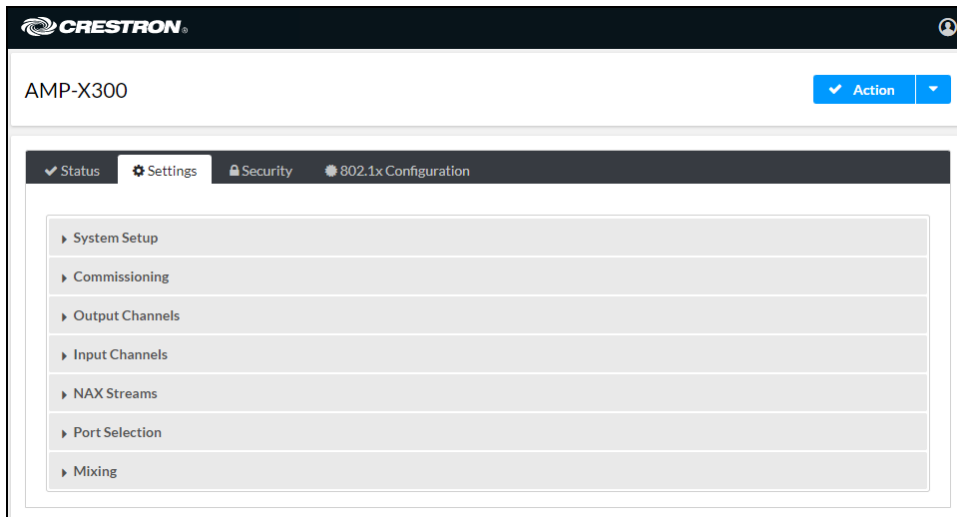 CRESTRON®
AMP-X300
Action
Status Settings Security 802.1x Configuration
System Setup
Commissioning
Output Channels
Input Channels
NAX Streams
Port Selection
Mixing